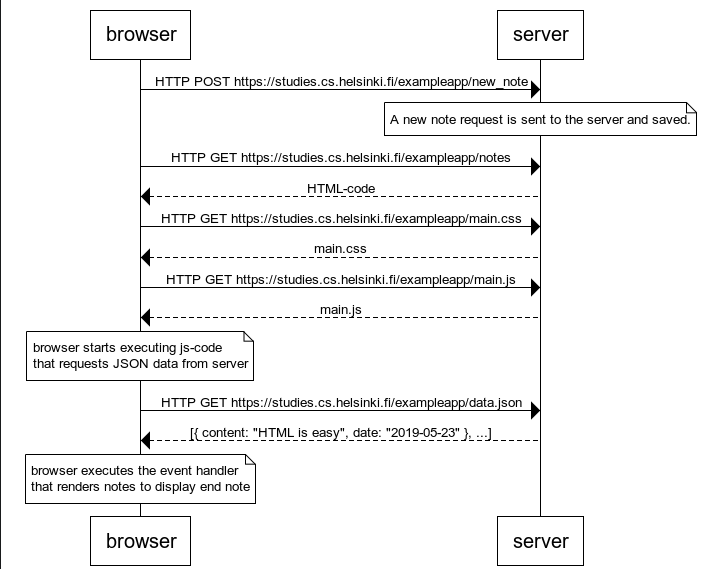 browser
server
HTTP POST https://studies.cs.helsinki.fi/exampleapp/new_note
A new note request is sent to the server and saved.
HTTP GET https://studies.cs.helsinki.fi/exampleapp/notes
HTML-code
HTTP GET https://studies.cs.helsinki.fi/exampleapp/main.css
main.css
HTTP GET https://studies.cs.helsinki.fi/exampleapp/main.js
main.js
browser starts executing js-code
that requests JSON data from server
HTTP GET https://studies.cs.helsinki.fi/exampleapp/data.json
[{ content: "HTML is easy", date: "2019-05-23" }, ...]
browser executes the event handler
that renders notes to display end note
browser
server